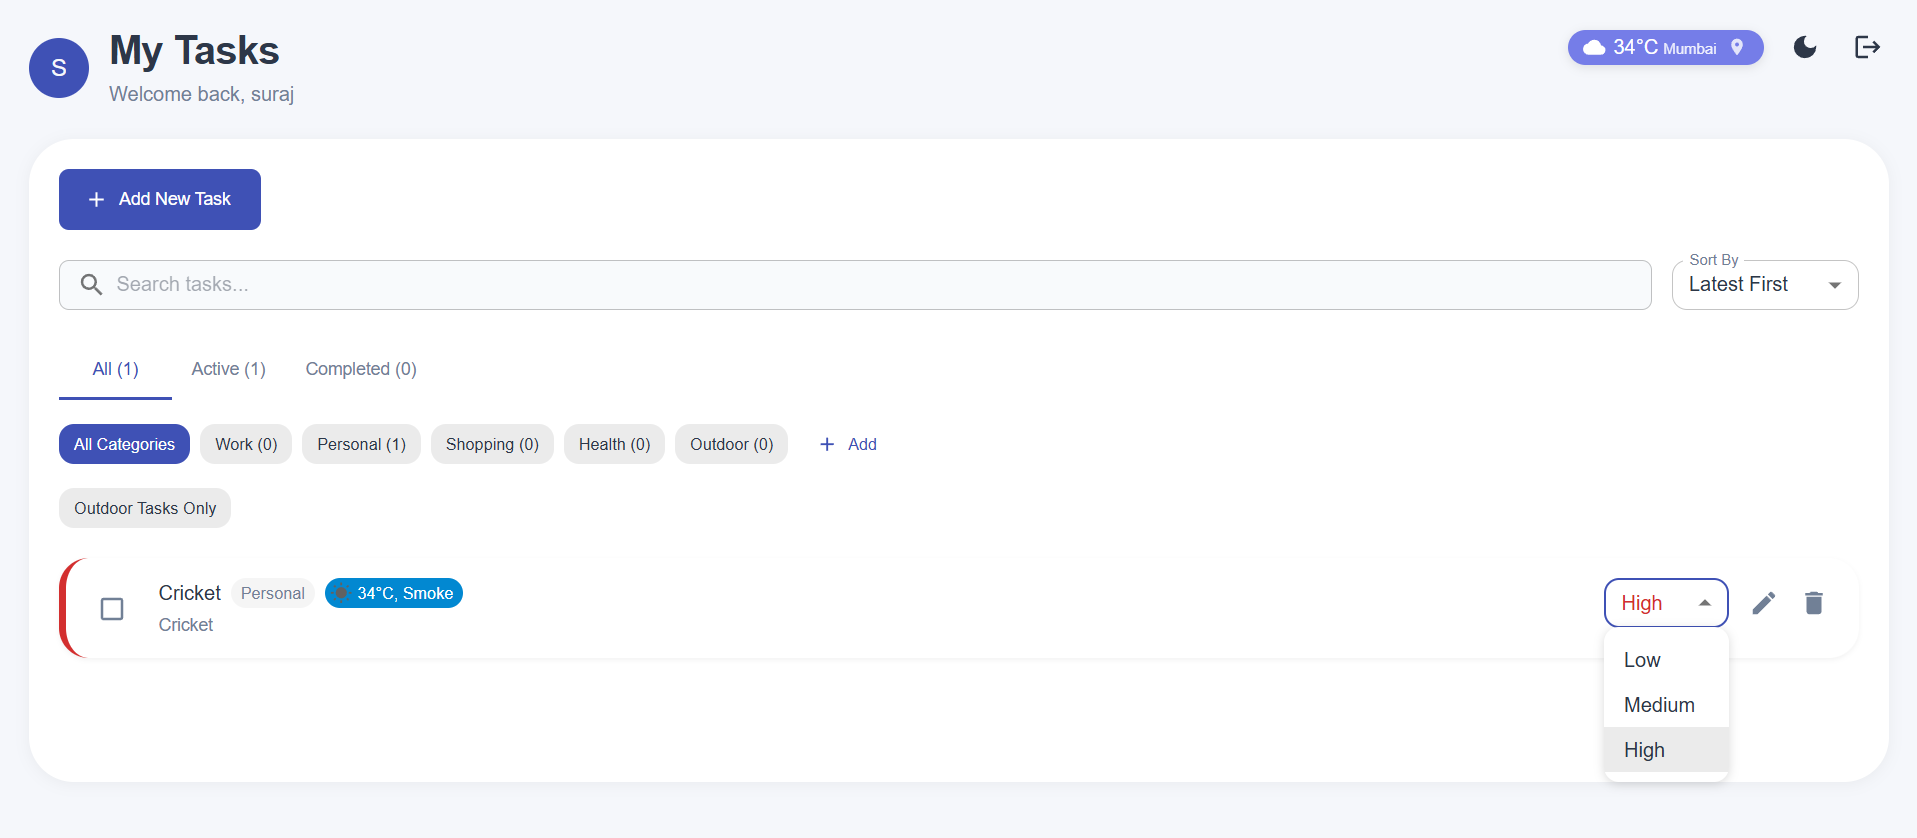 S
My Tasks
Welcome back, suraj
34°C Mumbai
Add New Task
Search tasks...
Sort By
Latest First
All (1) Active (1) Completed (0)
All Categories Work (0) Personal (1) Shopping (0) Health (0) Outdoor (0) Add
Outdoor Tasks Only
Cricket Personal 34°C, Smoke
Cricket
High
Low
Medium
High